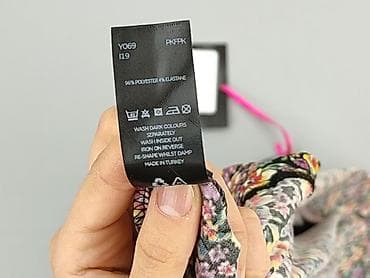 YO69 PKFPK
I19
96% POLYESTER 4% ELASTANE
WASH DARK COLOURS
SEPARATELY
WASH INSIDE OUT
IRON ON REVERSE
RE-SHAPE WHILST DAMP
MADE IN TURKEY